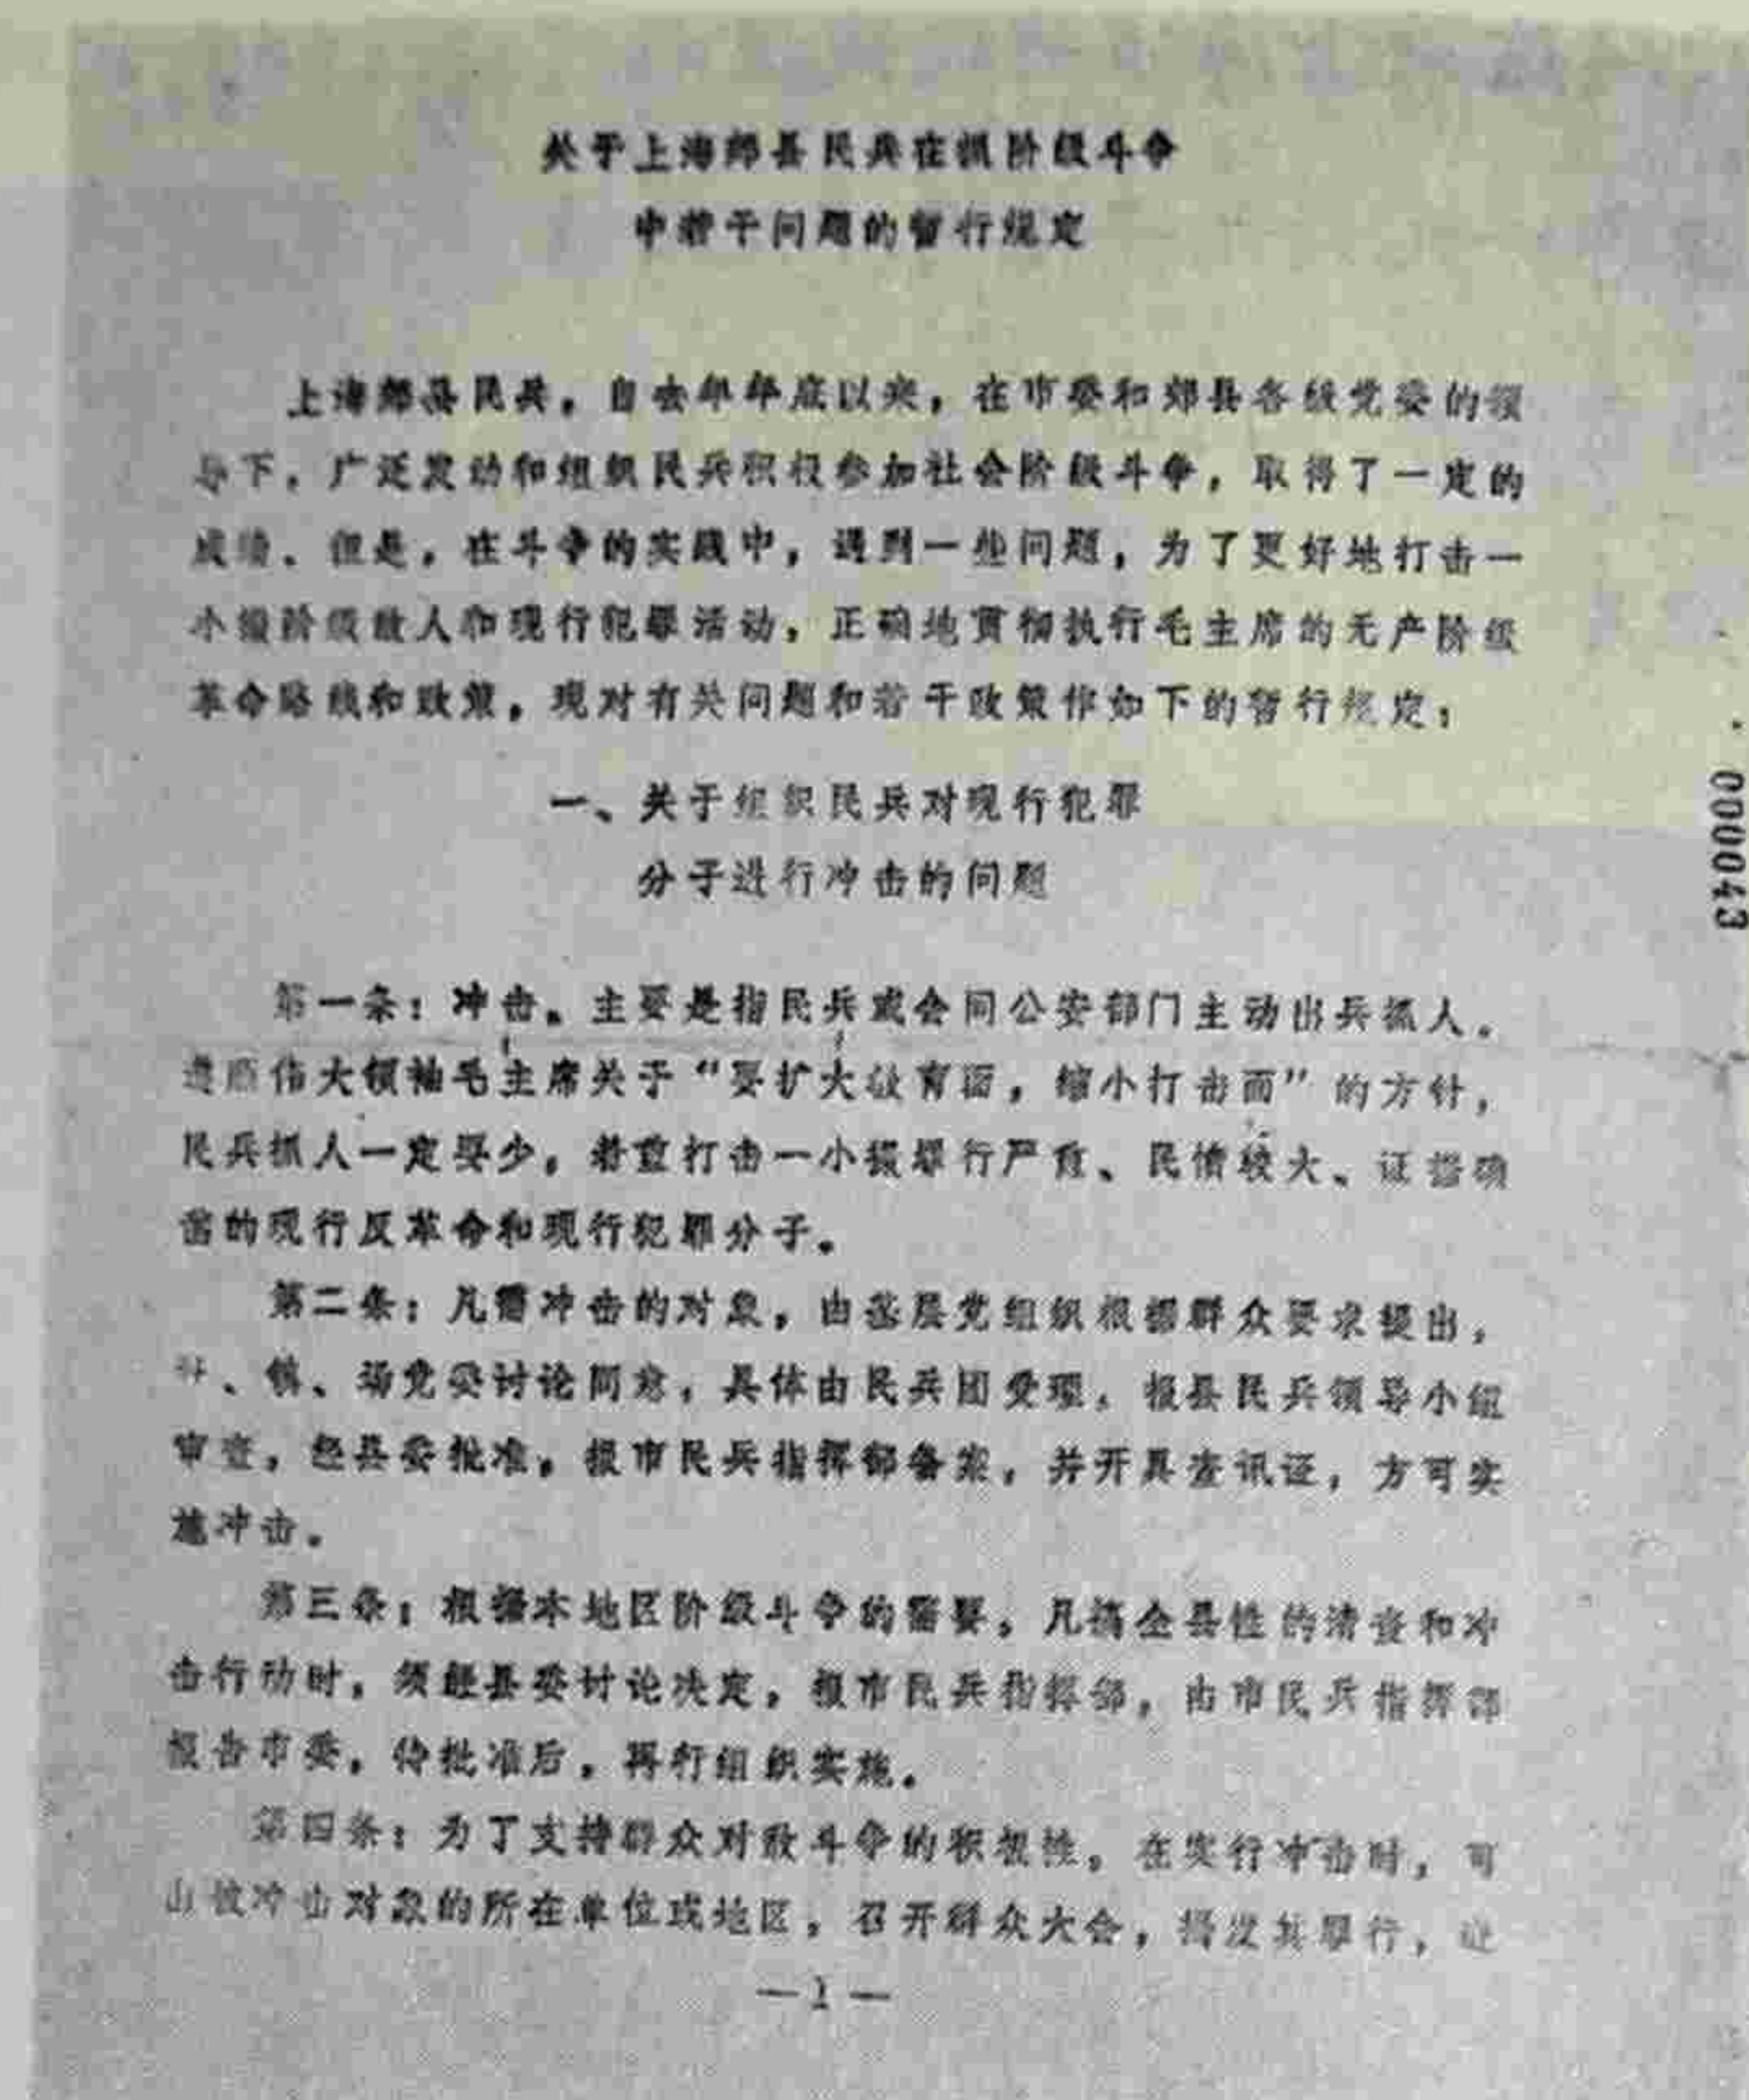 关于上海郊县民兵在抓阶级斗争
中若干问题的暂行规定
上海郊县民兵，自去年年底以来，在市委和郊县各级党委的领
导下，广泛发动和组织民兵积极参加社会阶级斗争，取得了一定的
成绩。但是，在斗争的实践中，遇到一些问题，为了更好地打击一
小撮阶级敌人和现行犯罪活动，正确地贯彻执行毛主席的无产阶级
革命路线和政策，现对有关问题和若干政策作如下的暂行规定：
一、关于组织民兵对现行犯罪
分子进行冲击的问题
000043
第一条：冲击。主要是指民兵或会同公安部门主动出兵抓人。
遵照伟大领袖毛主席关于“要扩大教育面，缩小打击面”的方针，
民兵抓人一定要少。着重打击一小撮罪行严重、民愤较大、证据确
凿的现行反革命和现行犯罪分子。
第二条：凡需冲击的对象，由基层党组织根据群众要求提出，
社、镇、场党委讨论同意，具体由民兵团受理，报县民兵领导小组
审查，经县委批准，报市民兵指挥部备案，并开具查讯证，方可实
施冲击。
第三条：根据本地区阶级斗争的需要，凡搞全县性的清查和冲
击行动时，须经县委讨论决定，报市民兵指挥部，由市民兵指挥部
报告市委，待批准后，再行组织实施。
第四条：为了支持群众对敌斗争的积极性，在实行冲击时，可
由被冲击对象的所在单位或地区，召开群众大会，揭发其罪行，进
—1—